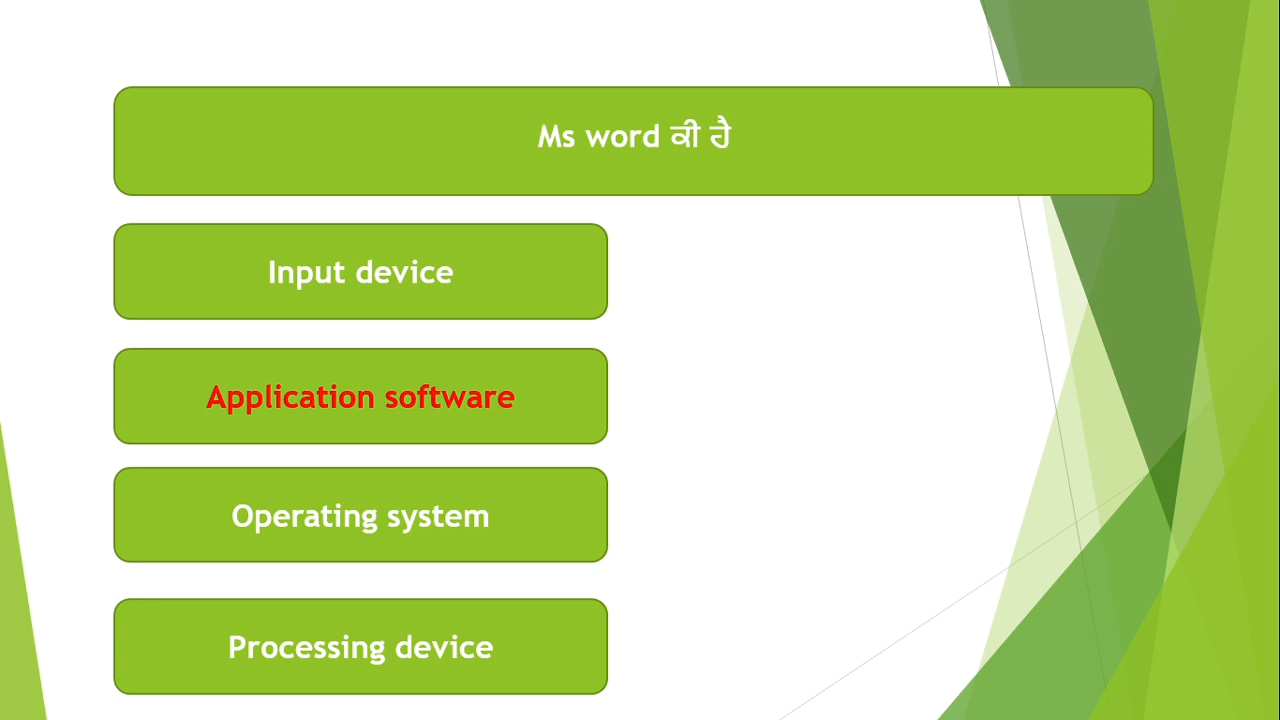 Ms word ਕੀ ਹੈ
Input device
Application software
Operating system
Processing device